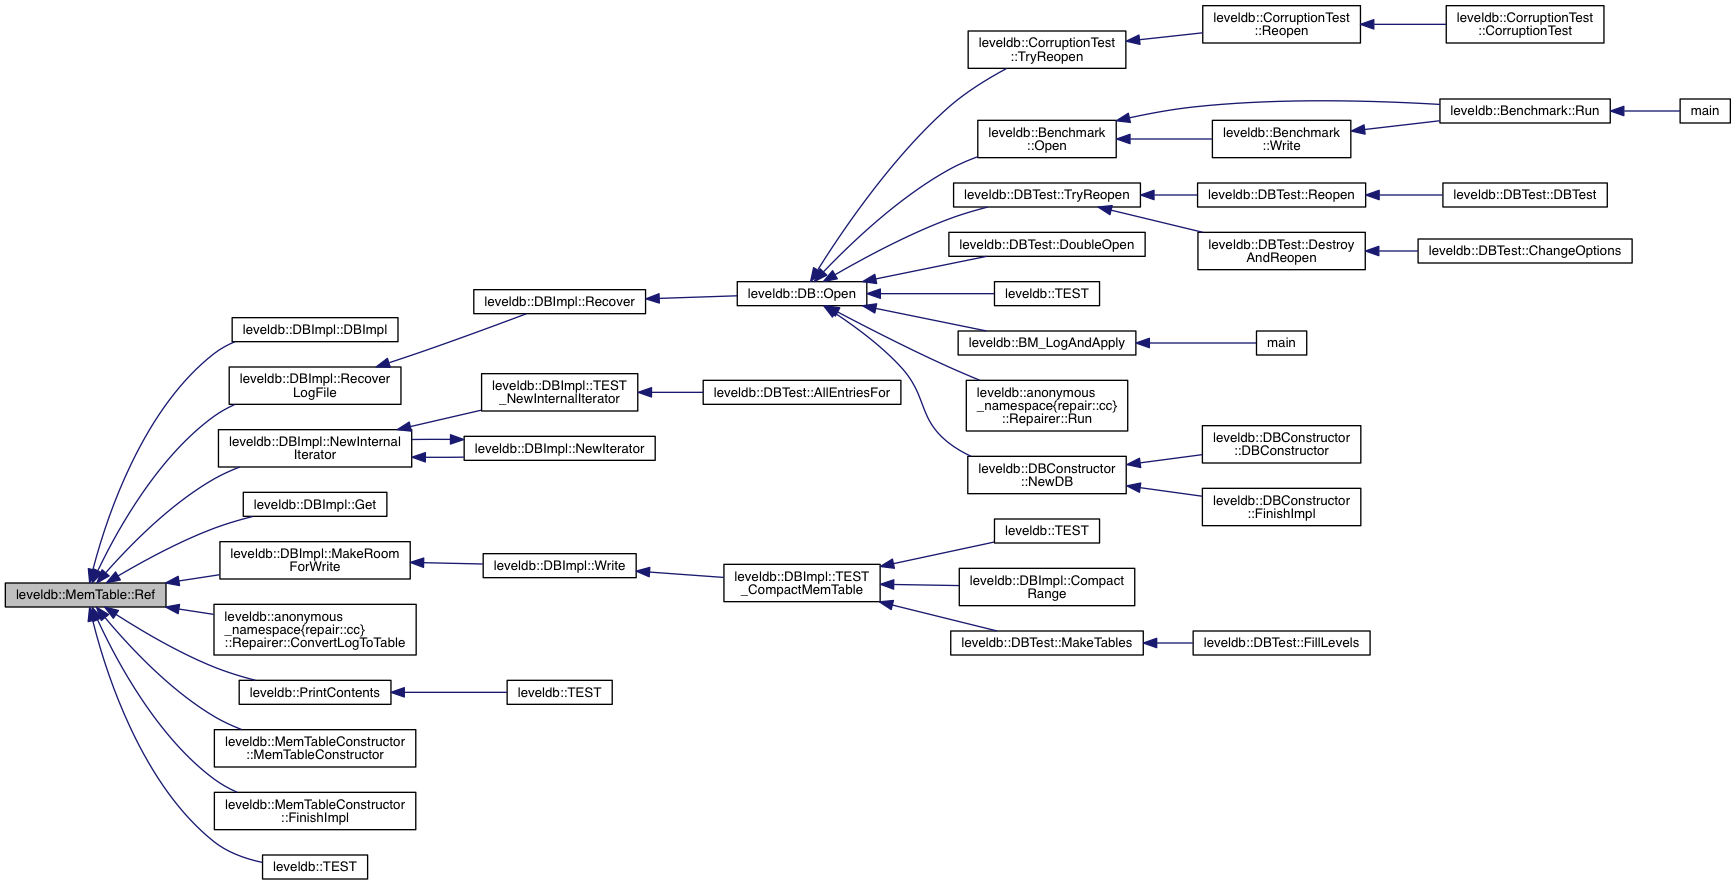 leveldb::CorruptionTest
::Reopen
leveldb::CorruptionTest
::CorruptionTest
leveldb::CorruptionTest
::TryReopen
leveldb::Benchmark::Run
main
leveldb::Benchmark
::Open
leveldb::Benchmark
::Write
leveldb::DBTest::TryReopen
leveldb::DBTest::Reopen
leveldb::DBTest::DBTest
leveldb::DBTest::DoubleOpen
leveldb::DBTest::Destroy
AndReopen
leveldb::DBTest::ChangeOptions
leveldb::DB::Open
leveldb::TEST
leveldb::DBImpl::Recover
leveldb::DBImpl::DBImpl
leveldb::BM_LogAndApply
main
leveldb::DBImpl::Recover
LogFile
leveldb::DBImpl::TEST
_NewInternalIterator
leveldb::DBTest::AllEntriesFor
leveldb::anonymous
_namespace{repair::cc}
::Repairer::Run
leveldb::DBImpl::NewInternal
Iterator
leveldb::DBImpl::NewIterator
leveldb::DBConstructor
::DBConstructor
leveldb::DBConstructor
::NewDB
leveldb::DBImpl::Get
leveldb::DBConstructor
::FinishImpl
leveldb::TEST
leveldb::DBImpl::MakeRoom
ForWrite
leveldb::DBImpl::Write
leveldb::DBImpl::TEST
_CompactMemTable
leveldb::DBImpl::Compact
Range
leveldb::MemTable::Ref
leveldb::anonymous
_namespace{repair::cc}
::Repairer::ConvertLogToTable
leveldb::DBTest::MakeTables
leveldb::DBTest::FillLevels
leveldb::PrintContents
leveldb::TEST
leveldb::MemTableConstructor
::MemTableConstructor
leveldb::MemTableConstructor
::FinishImpl
leveldb::TEST